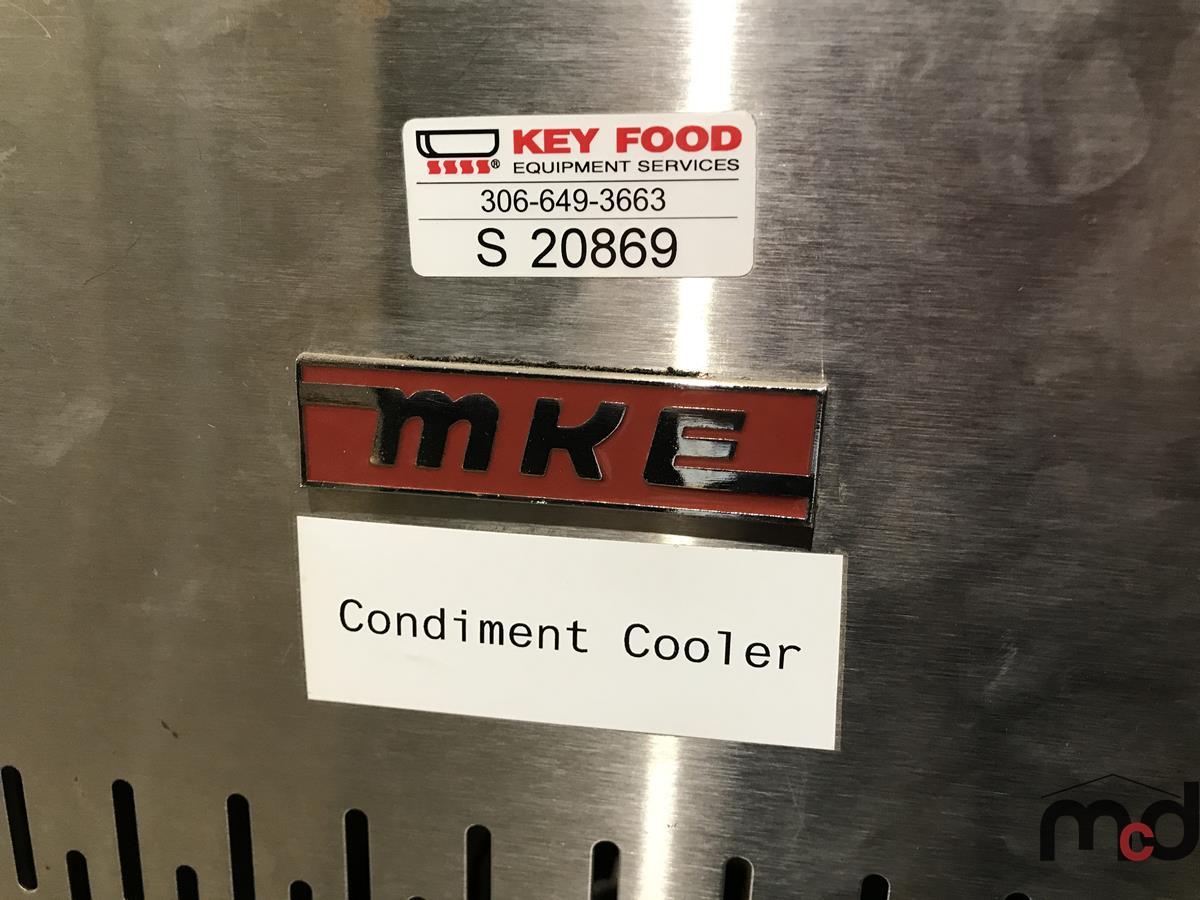 KEY FOOD
EQUIPMENT SERVICES
306-649-3663
S 20869
MKE
Condiment Cooler
mcd